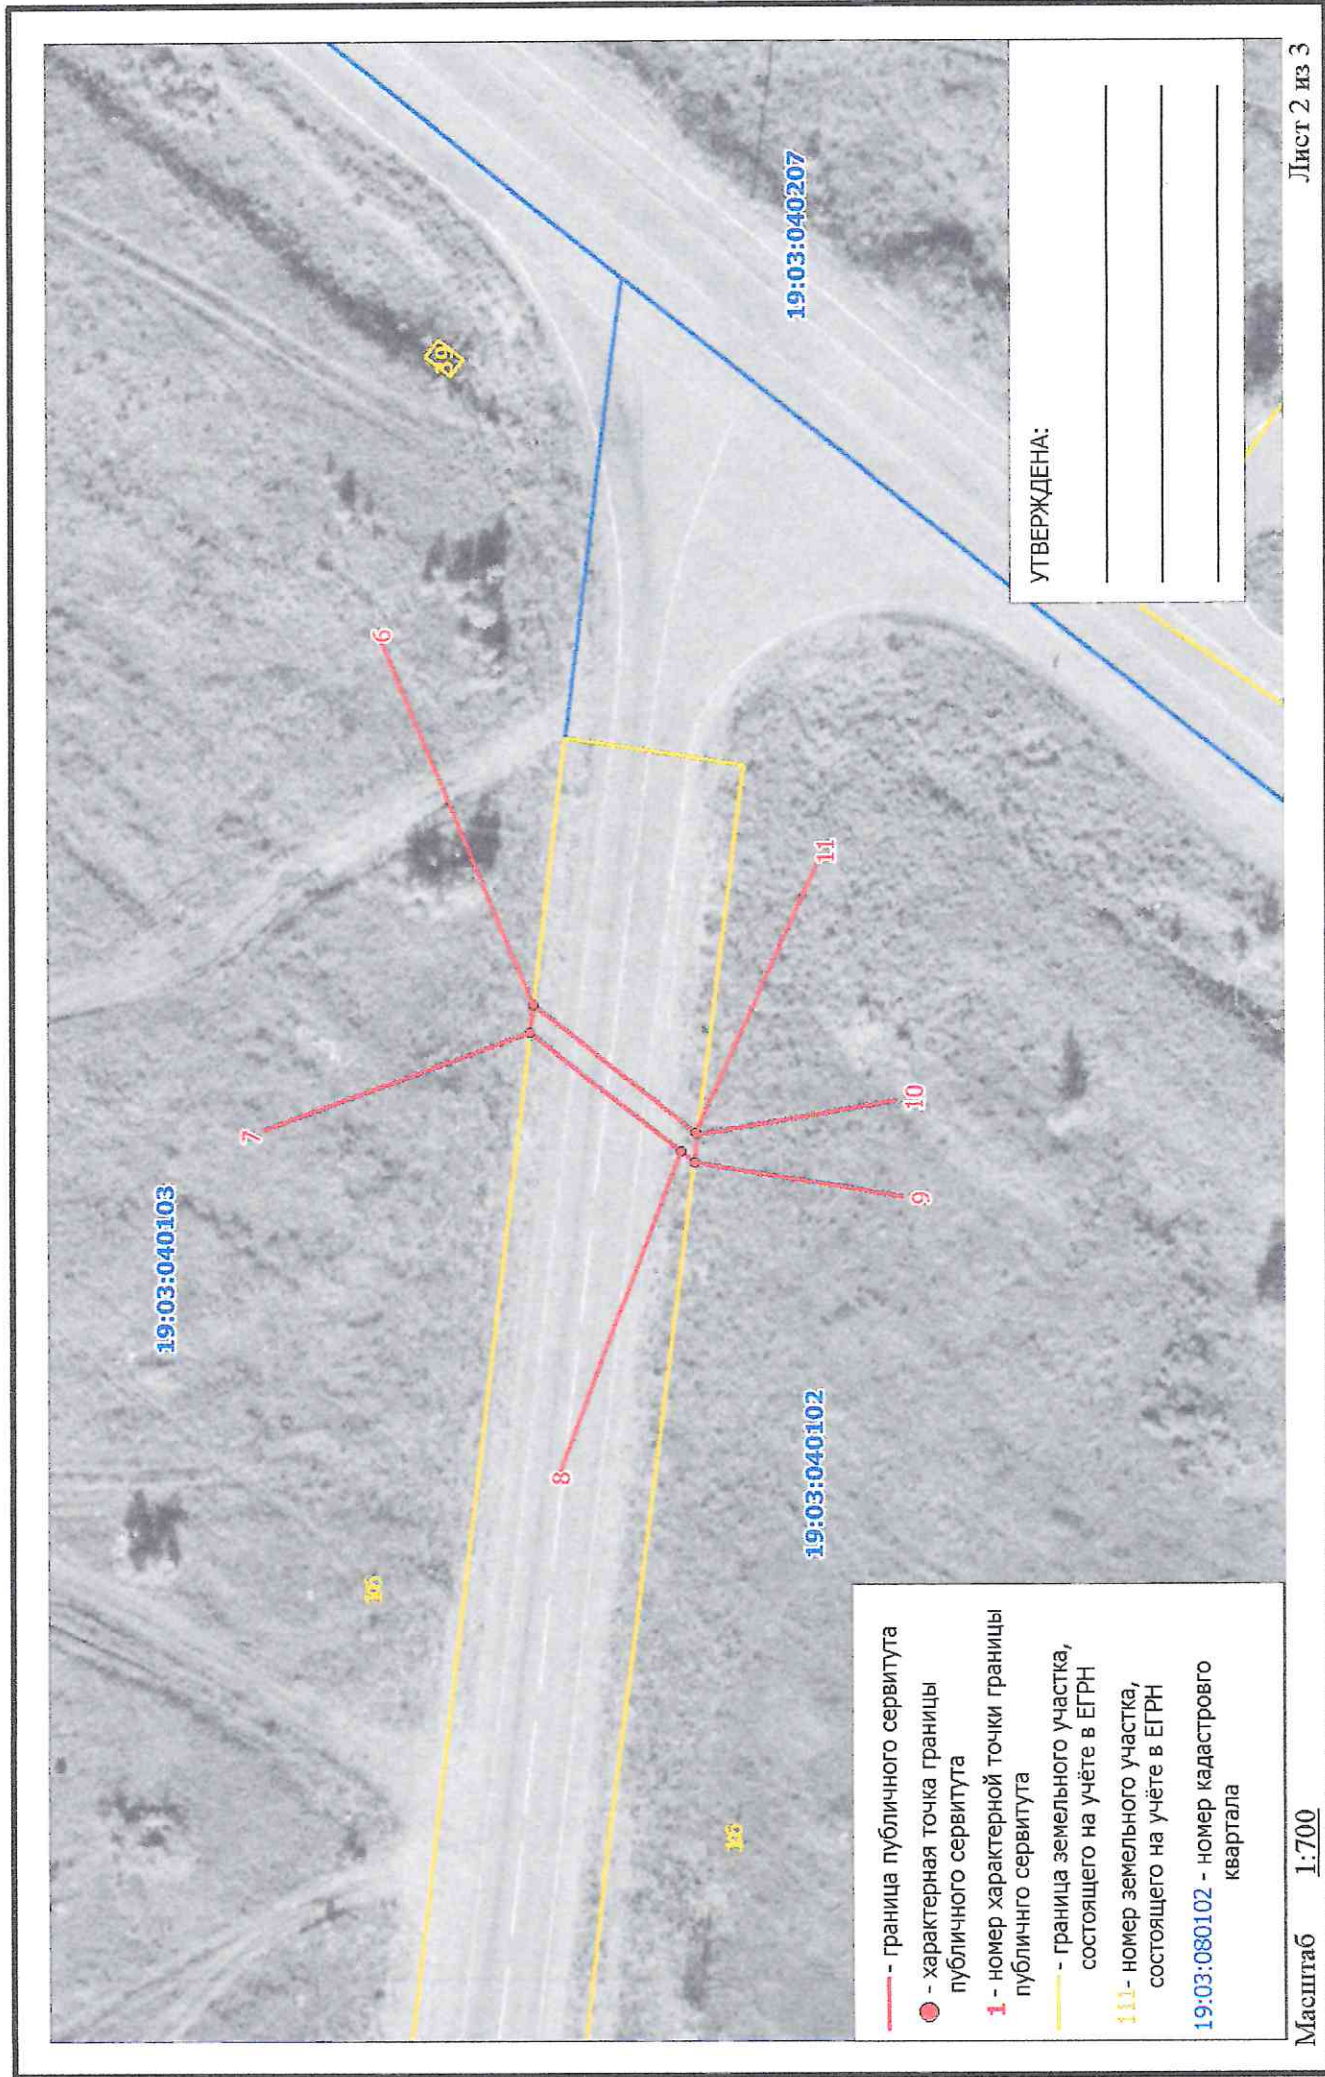 19:03:040103
19:03:040207
19:03:040102
59
6
7
8
9
10
11
УТВЕРЖДЕНА:
- граница публичного сервитута
- характерная точка границы
публичного сервитута
1 - номер характерной точки границы
публичнго сервитута
- граница земельного участка,
состоящего на учёте в ЕГРН
111- номер земельного участка,
состоящего на учёте в ЕГРН
19:03:080102 - номер кадастрового
квартала
Масштаб 1:700
Лист 2 из 3